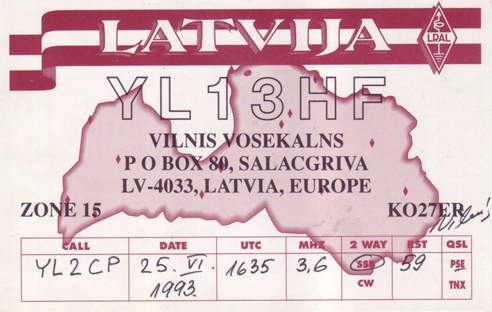 LATVIJA
LRAL
YL13HF
VILNIS VOSEKALNS
P O BOX 80, SALACGRIVA
LV-4033, LATVIA, EUROPE
ZONE 15 KO27ER
CALL DATE UTC MHZ 2 WAY RST QSL
YL2CP 25. VI. 1635 3,6 SSB 59 PSE
1993. CW TNX